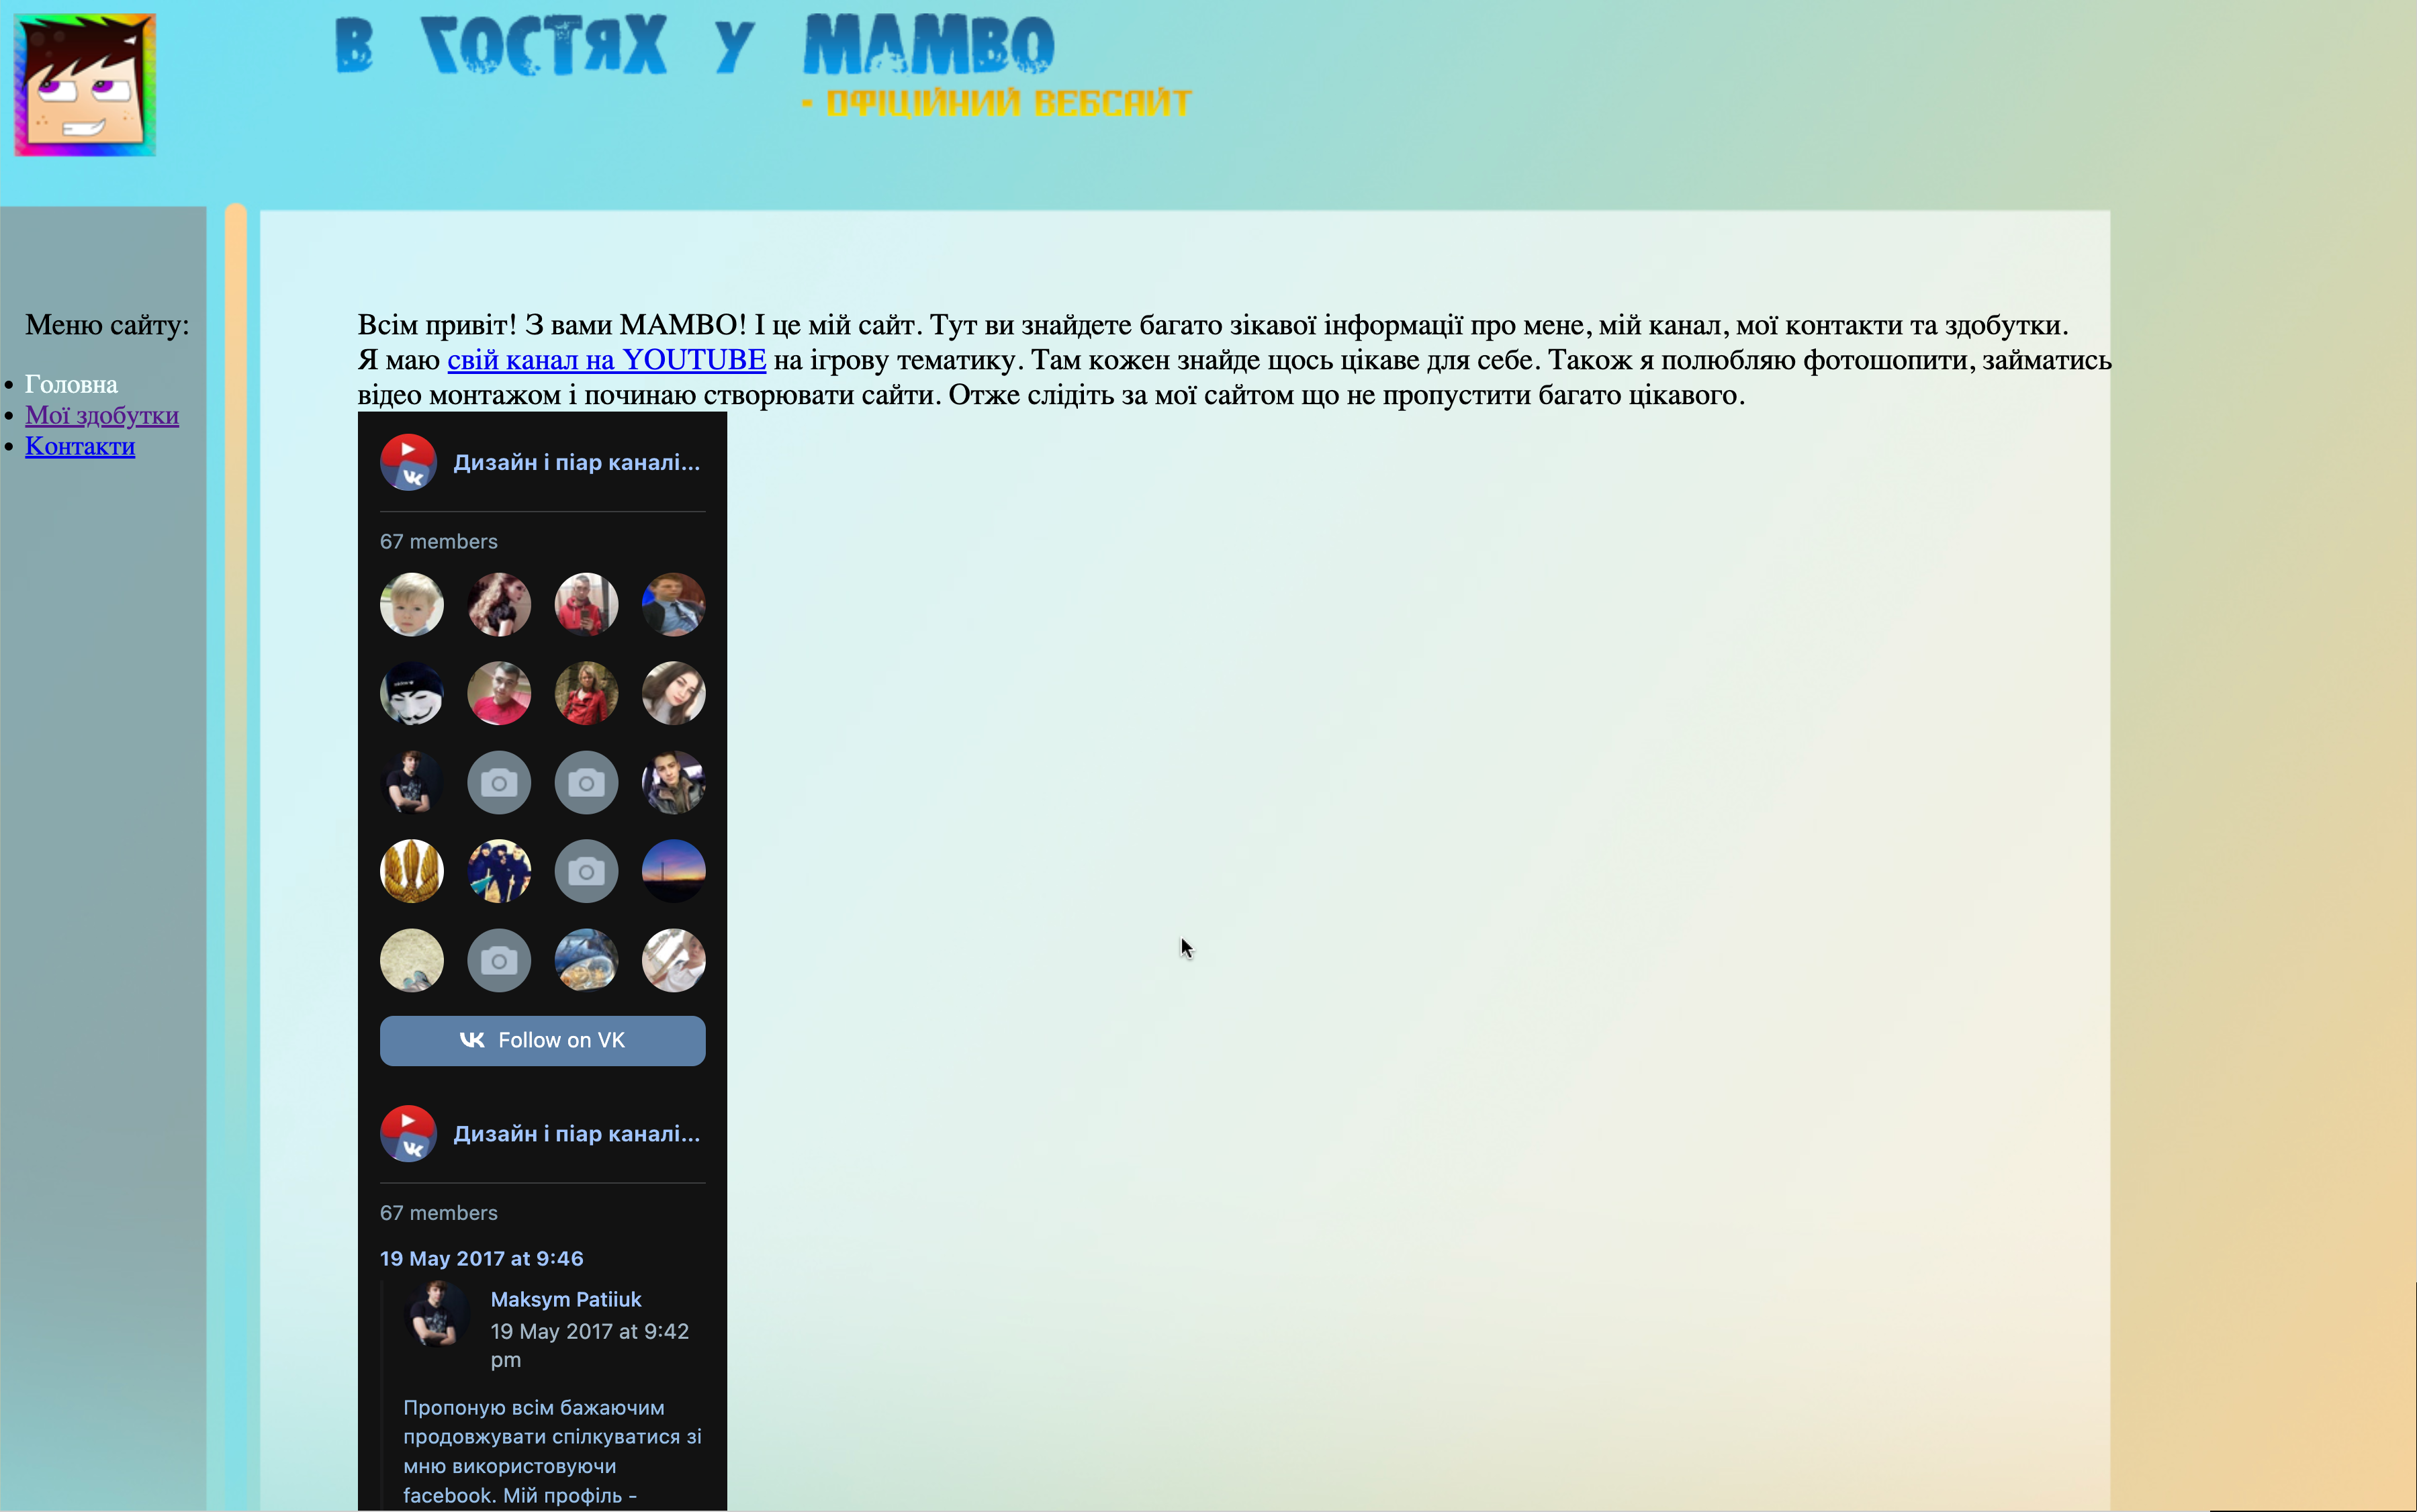 В ГОСТЯХ У МАМВО
- ОФІЦІЙНИЙ ВЕБСАЙТ
Меню сайту:
Головна
Мої здобутки
Контакти
Всім привіт! З вами МАМВО! І це мій сайт. Тут ви знайдете багато зікавої інформації про мене, мій канал, мої контакти та здобутки.
Я маю свій канал на YOUTUBE на ігрову тематику. Там кожен знайде щось цікаве для себе. Також я полюбляю фотошопити, займатись
відео монтажом і починаю створювати сайти. Отже слідіть за мої сайтом що не пропустити багато цікавого.
Дизайн і піар каналі...
67 members
Follow on VK
Дизайн і піар каналі...
67 members
19 May 2017 at 9:46
Maksym Patiiuk
19 May 2017 at 9:42
pm
Пропоную всім бажаючим
продовжувати спілкуватися зі
мню використовуючи
facebook. Мій профіль -